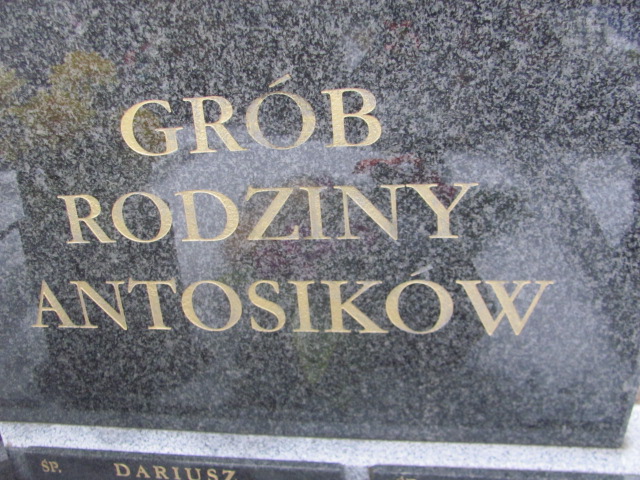 GRÓB
RODZINY
ANTOSIKÓW
ŚP. DARIUSZ